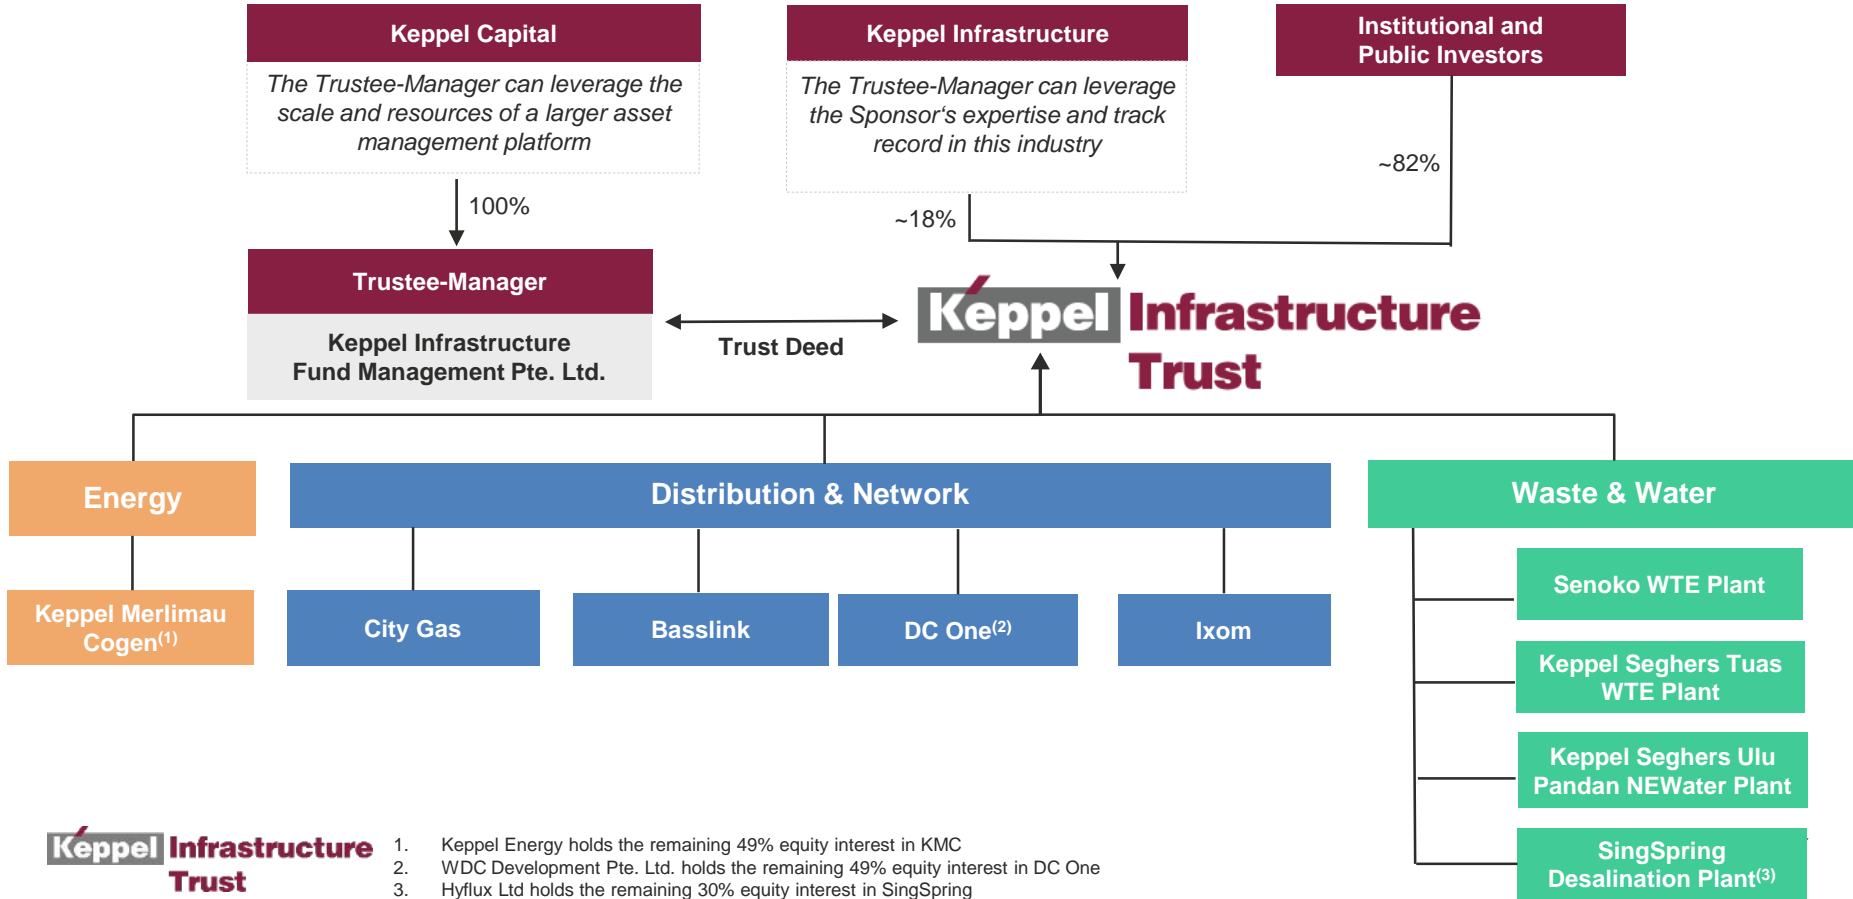 Keppel Capital
The Trustee-Manager can leverage the
scale and resources of a larger asset
management platform
Keppel Infrastructure
The Trustee-Manager can leverage
the Sponsor‘s expertise and track
record in this industry
Institutional and
Public Investors
100%
~18%
~82%
Trustee-Manager
Keppel Infrastructure
Fund Management Pte. Ltd.
Trust Deed
Keppel Infrastructure
Trust
Energy
Distribution & Network
Waste & Water
Keppel Merlimau
Cogen(1)
City Gas
Basslink
DC One(2)
Ixom
Senoko WTE Plant
Keppel Seghers Tuas
WTE Plant
Keppel Seghers Ulu
Pandan NEWater Plant
SingSpring
Desalination Plant(3)
Keppel Infrastructure
Trust
1. Keppel Energy holds the remaining 49% equity interest in KMC
2. WDC Development Pte. Ltd. holds the remaining 49% equity interest in DC One
3. Hyflux Ltd holds the remaining 30% equity interest in SingSpring